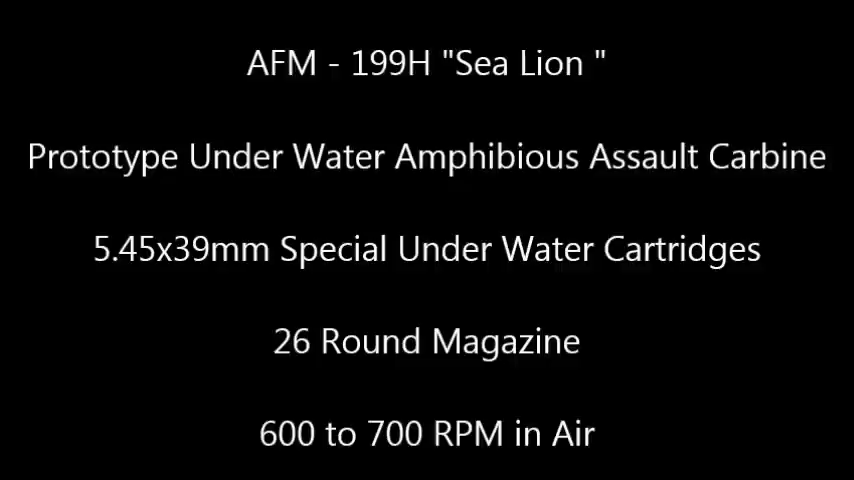 AFM - 199H "Sea Lion "
Prototype Under Water Amphibious Assault Carbine
5.45x39mm Special Under Water Cartridges
26 Round Magazine
600 to 700 RPM in Air